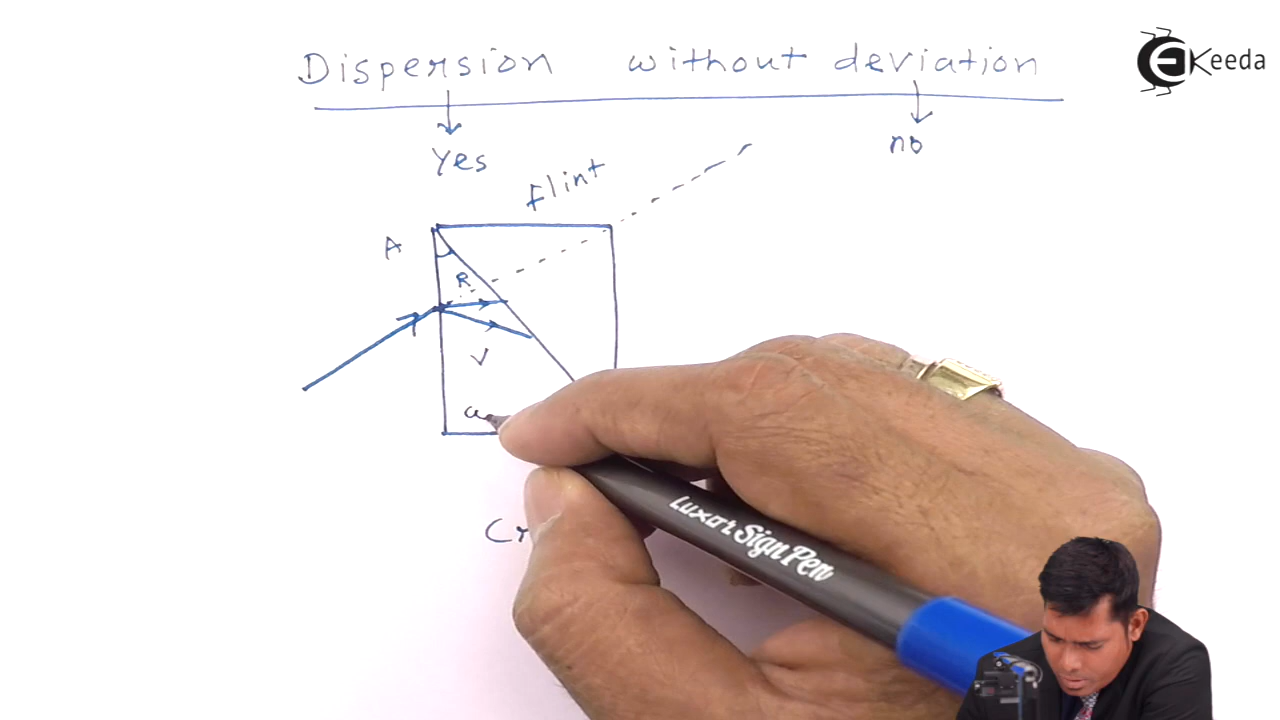 Dispersion without deviation
Keeda
Yes
no
flint
A
R
V
Luxor Sign Pen